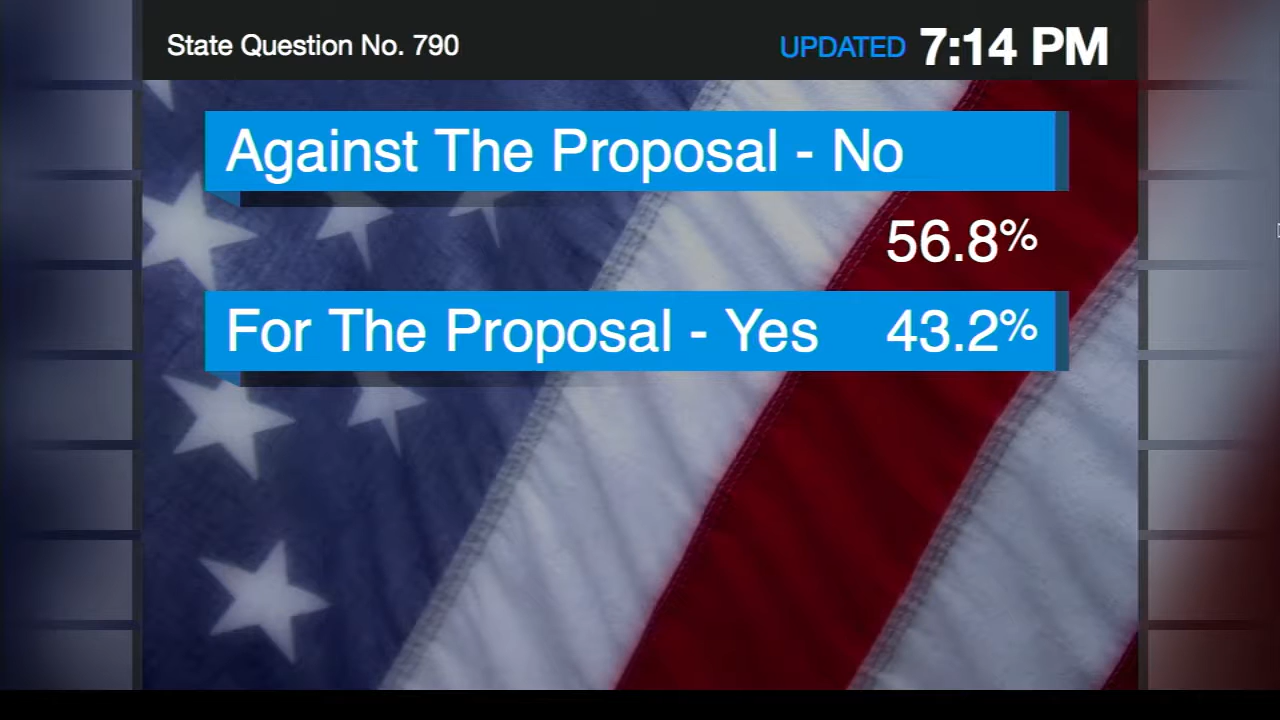 State Question No. 790
UPDATED 7:14 PM
Against The Proposal - No
56.8%
For The Proposal - Yes 43.2%